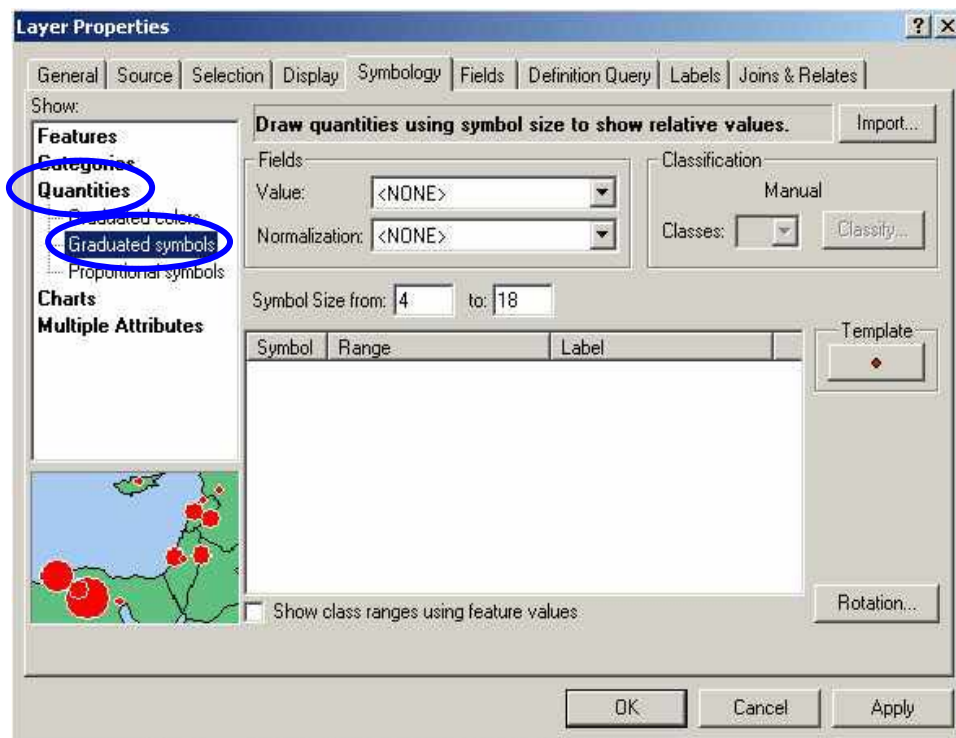 Layer Properties
General Source Selection Display Symbology Fields Definition Query Labels Joins & Relates
Show:
Features
Categories
Quantities
Graduated colors
Graduated symbols
Proportional symbols
Charts
Multiple Attributes
Draw quantities using symbol size to show relative values.
Import...
Fields
Value: <NONE>
Normalization: <NONE>
Classification
Manual
Classes:
Classify...
Symbol Size from: 4 to: 18
Symbol Range Label
Template
Show class ranges using feature values
Rotation...
OK Cancel Apply